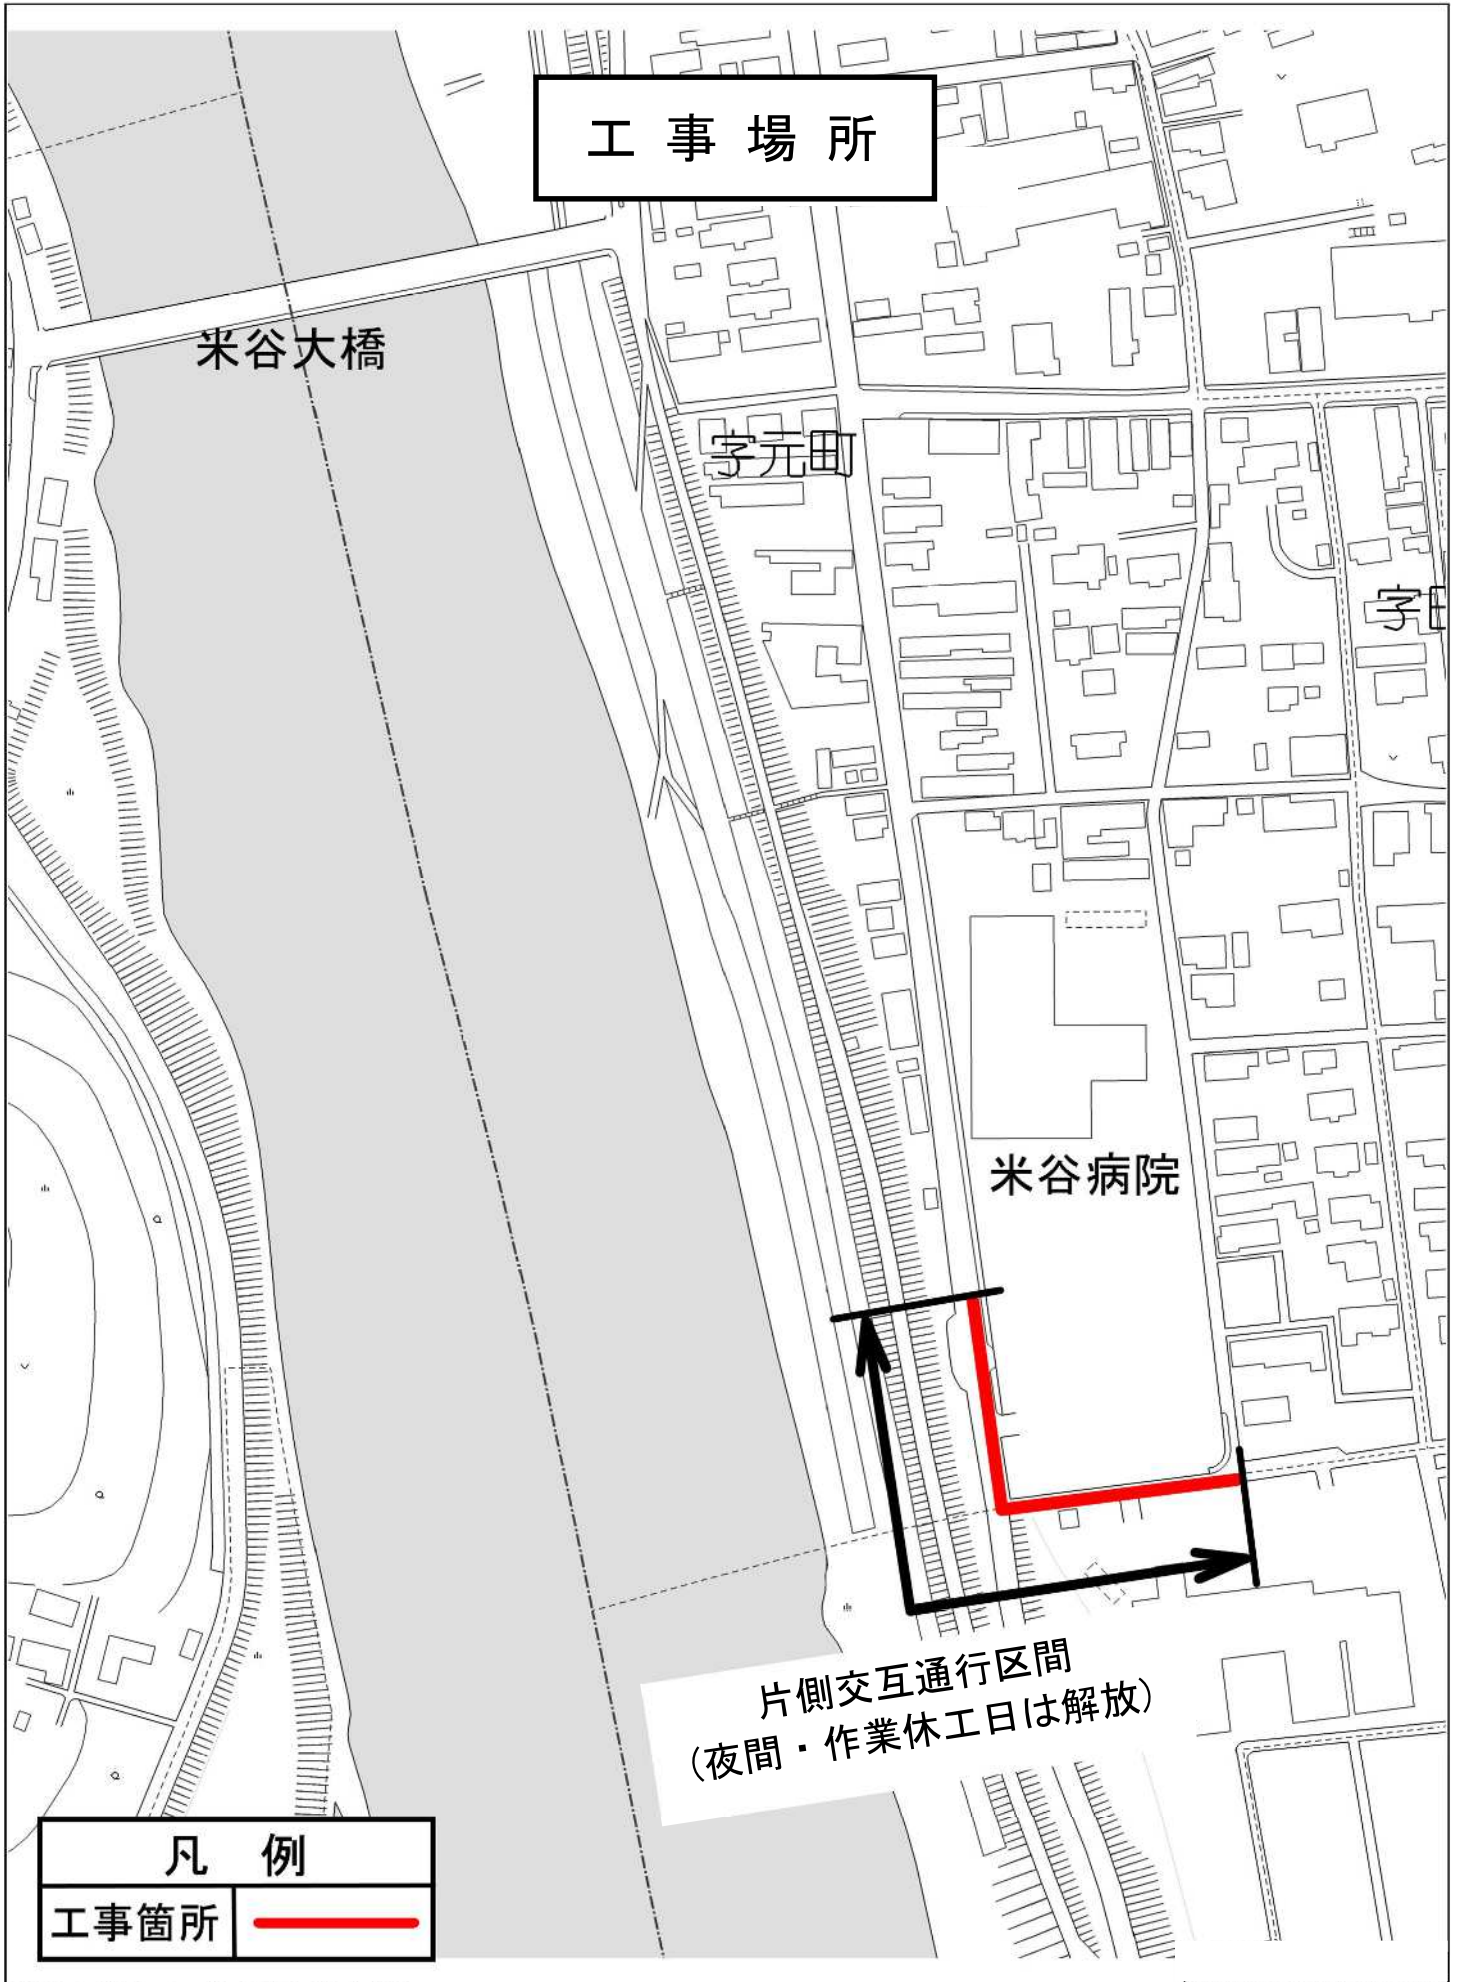 工事場所
米谷大橋
字元町
字
米谷病院
片側交互通行区間
（夜間・作業休工日は解放）
凡例
工事箇所